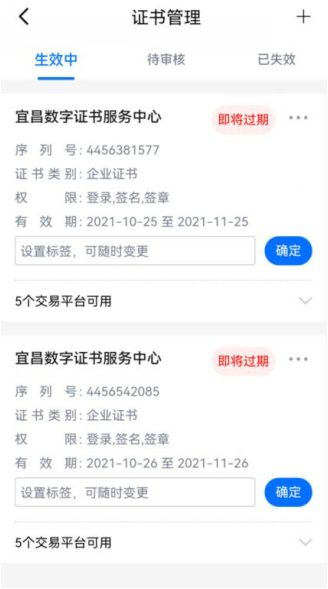 证书管理
生效中 待审核 已失效
宜昌数字证书服务中心 即将过期
序 列 号: 4456381577
证书类别: 企业证书
权 限: 登录,签名,签章
有 效 期: 2021-10-25 至 2021-11-25
设置标签，可随时变更 确定
5个交易平台可用
宜昌数字证书服务中心 即将过期
序 列 号: 4456542085
证书类别: 企业证书
权 限: 登录,签名,签章
有 效 期: 2021-10-26 至 2021-11-26
设置标签，可随时变更 确定
5个交易平台可用